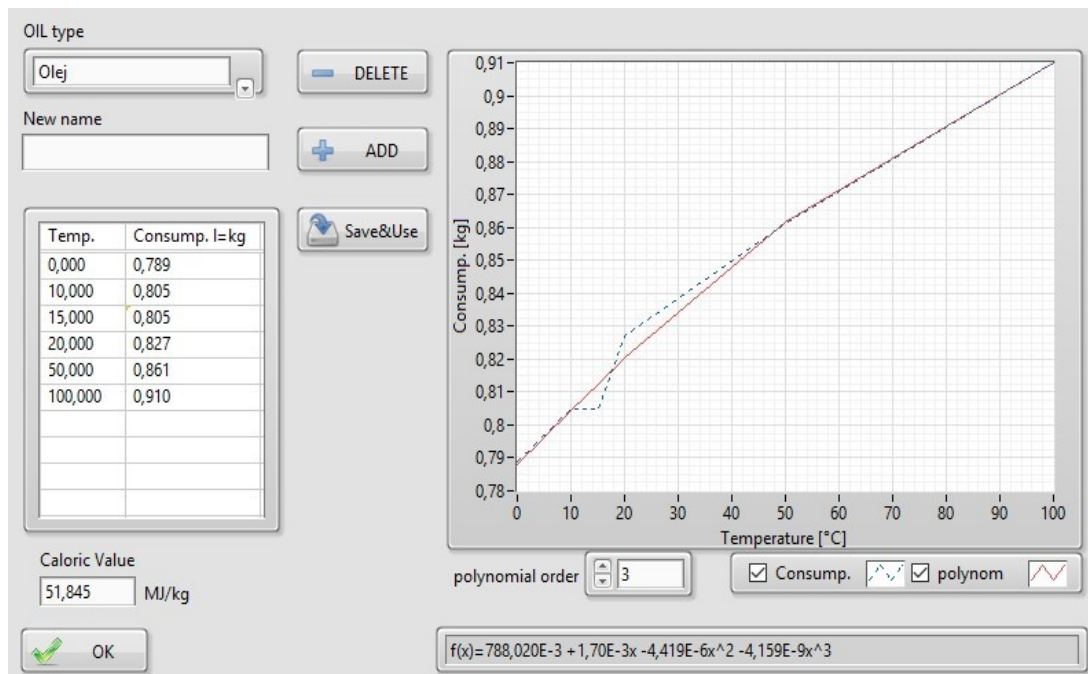 OIL type
Olej
DELETE
New name
ADD
Save&Use
Temp. Consump. l=kg
0,000 0,789
10,000 0,805
15,000 0,805
20,000 0,827
50,000 0,861
100,000 0,910
Caloric Value
51,845 MJ/kg
OK
0,91
0,9
0,89
0,88
0,87
0,86
0,85
0,84
0,83
0,82
0,81
0,8
0,79
0,78
Consump. [kg]
0 10 20 30 40 50 60 70 80 90 100
Temperature [°C]
polynomial order 3
Consump. polynom
f(x)=788,020E-3 +1,70E-3x -4,419E-6x^2 -4,159E-9x^3